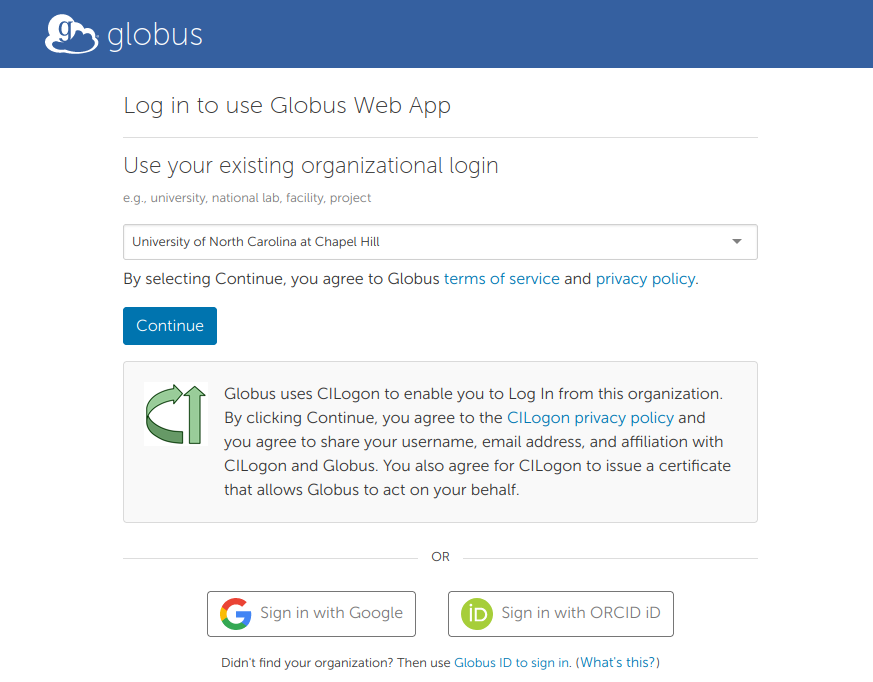 globus
Log in to use Globus Web App
Use your existing organizational login
e.g., university, national lab, facility, project
University of North Carolina at Chapel Hill
By selecting Continue, you agree to Globus terms of service and privacy policy.
Continue
Globus uses CILogon to enable you to Log In from this organization.
By clicking Continue, you agree to the CILogon privacy policy and
you agree to share your username, email address, and affiliation with
CILogon and Globus. You also agree for CILogon to issue a certificate
that allows Globus to act on your behalf.
OR
Sign in with Google
iD Sign in with ORCID iD
Didn't find your organization? Then use Globus ID to sign in. (What's this?)